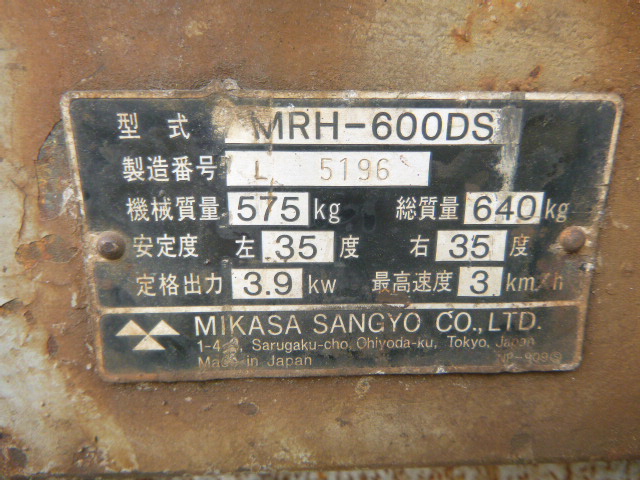 型式 MRH-600DS
製造番号 L 5196
機械質量 575 kg 総質量 640 kg
安定度 左 35 度 右 35 度
定格出力 3.9 kw 最高速度 3 km/h
MIKASA SANGYO CO.,LTD.
Sarugaku-cho, Chiyoda-ku, Tokyo, Japan
Made in Japan